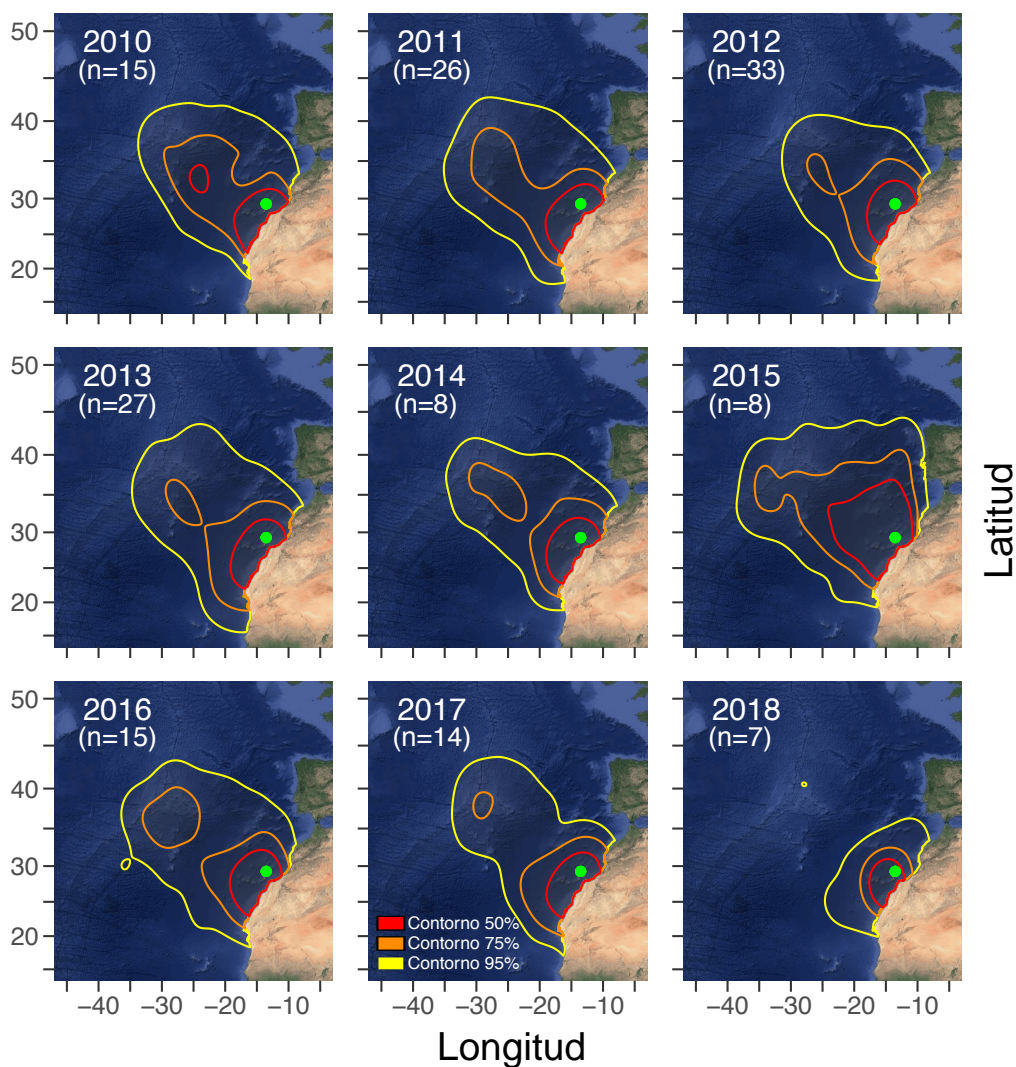 2010
(n=15)
2011
(n=26)
2012
(n=33)
50
40
30
20
2013
(n=27)
2014
(n=8)
2015
(n=8)
50
40
30
20
Latitud
2016
(n=15)
2017
(n=14)
2018
(n=7)
50
40
30
20
Contorno 50%
Contorno 75%
Contorno 95%
−40 −30 −20 −10
−40 −30 −20 −10
−40 −30 −20 −10
Longitud